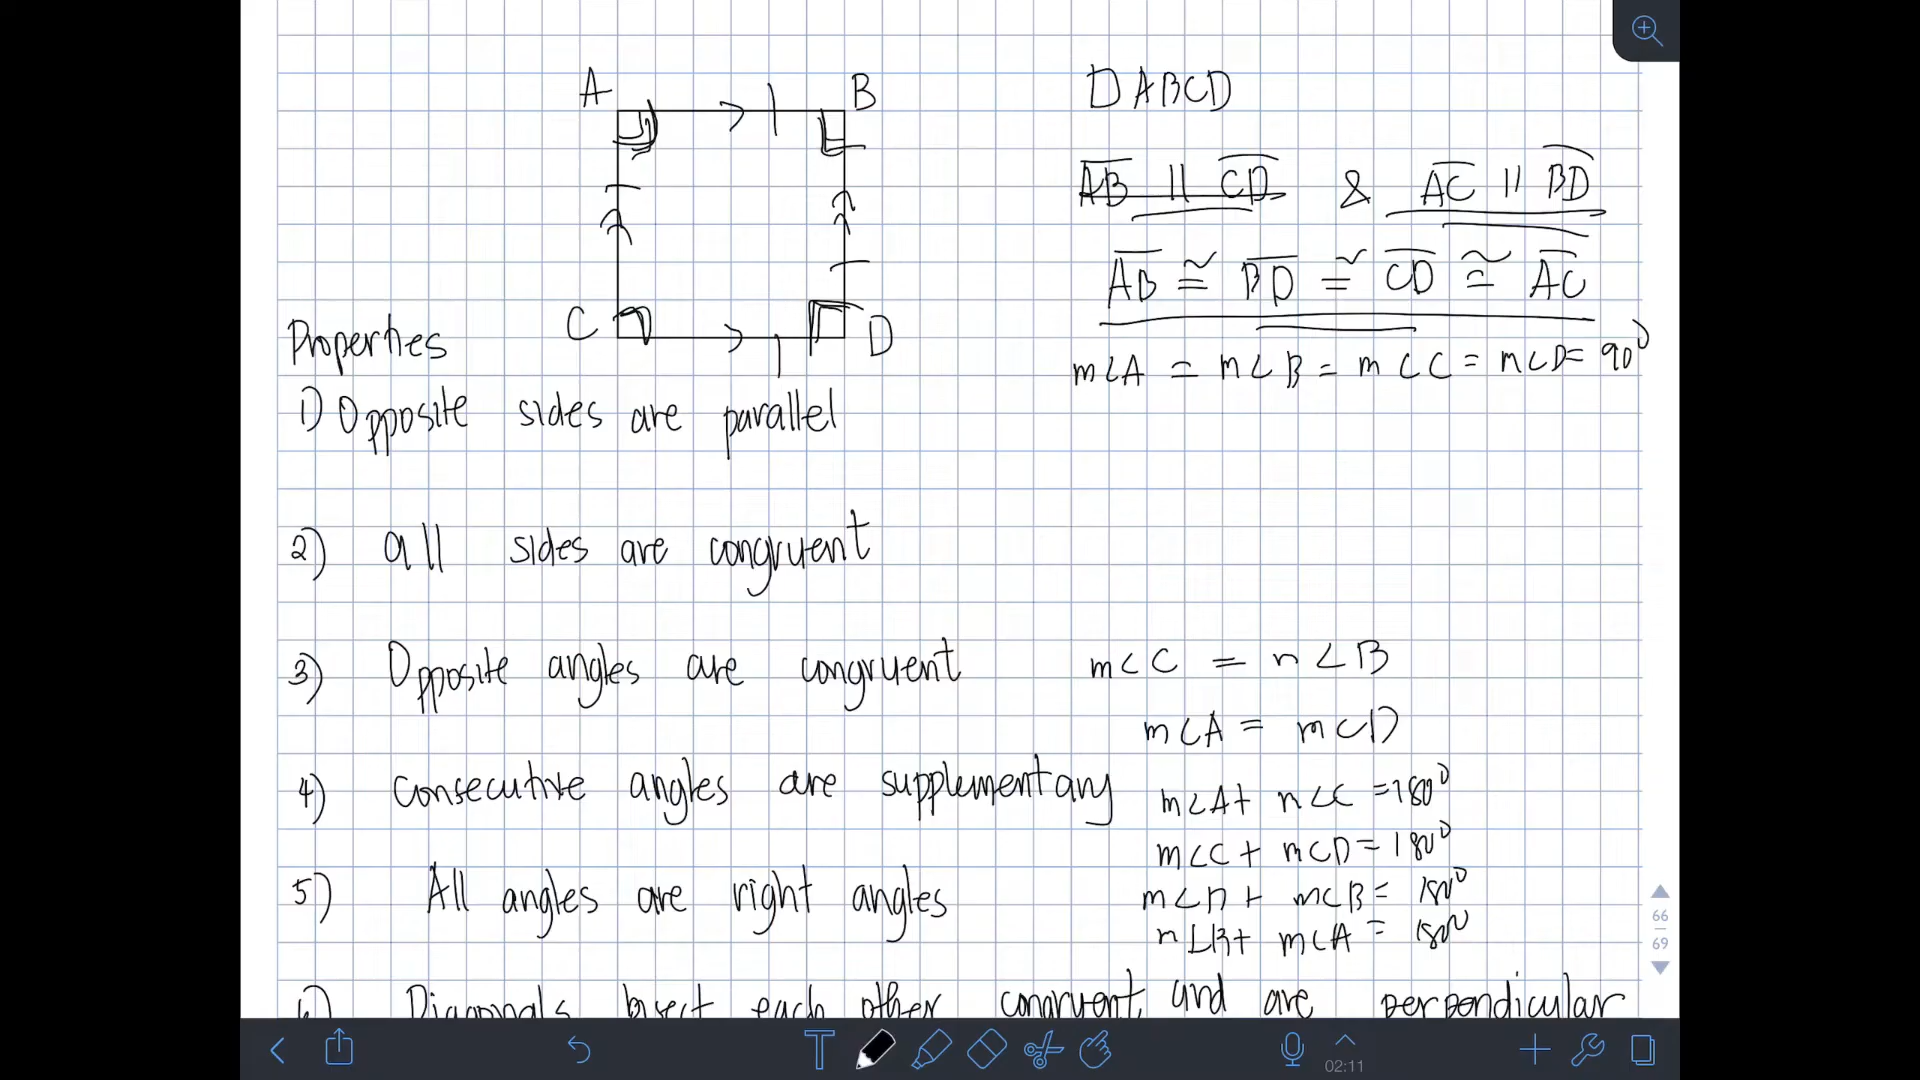 A
B
□ ABCD
AB || CD & AC || BD
AB ≅ BD ≅ CD ≅ AC
C
D
Properties
m∠A = m∠B = m∠C = m∠D = 90°
1) Opposite sides are parallel
2) all sides are congruent
3) Opposite angles are congruent
m∠C = m∠B
m∠A = m∠D
4) Consecutive angles are supplementary
m∠A + m∠C = 180°
m∠C + m∠D = 180°
5) All angles are right angles
m∠D + m∠B = 180°
m∠B + m∠A = 180°
6) Diagonals bisect each other congruent and are perpendicular
66
69
T
02:11